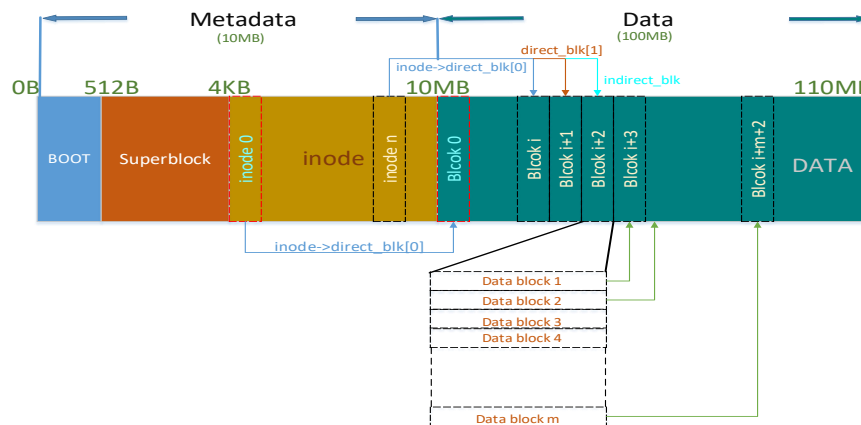 Metadata
(10MB)
Data
(100MB)
direct_blk[1]
inode->direct_blk[0]
indirect_blk
0B
512B
4KB
10MB
110MB
BOOT
Superblock
inode 0
inode
inode n
Blcok 0
Blcok i
Blcok i+1
Blcok i+2
Blcok i+3
Blcok i+m+2
DATA
inode->direct_blk[0]
Data block 1
Data block 2
Data block 3
Data block 4
Data block m